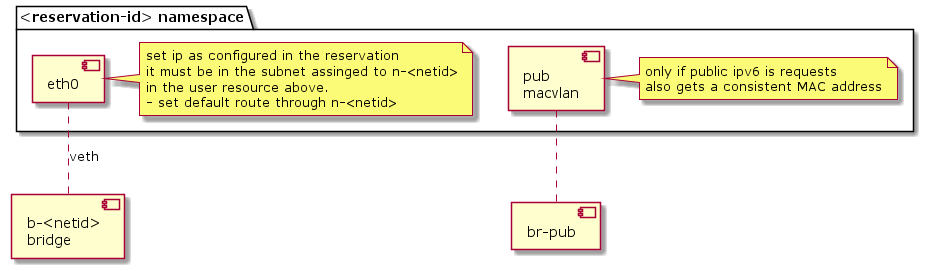 <reservation-id> namespace
eth0
set ip as configured in the reservation
it must be in the subnet assinged to n-<netid>
in the user resource above.
- set default route through n-<netid>
pub
macvlan
only if public ipv6 is requests
also gets a consistent MAC address
veth
b-<netid>
bridge
br-pub